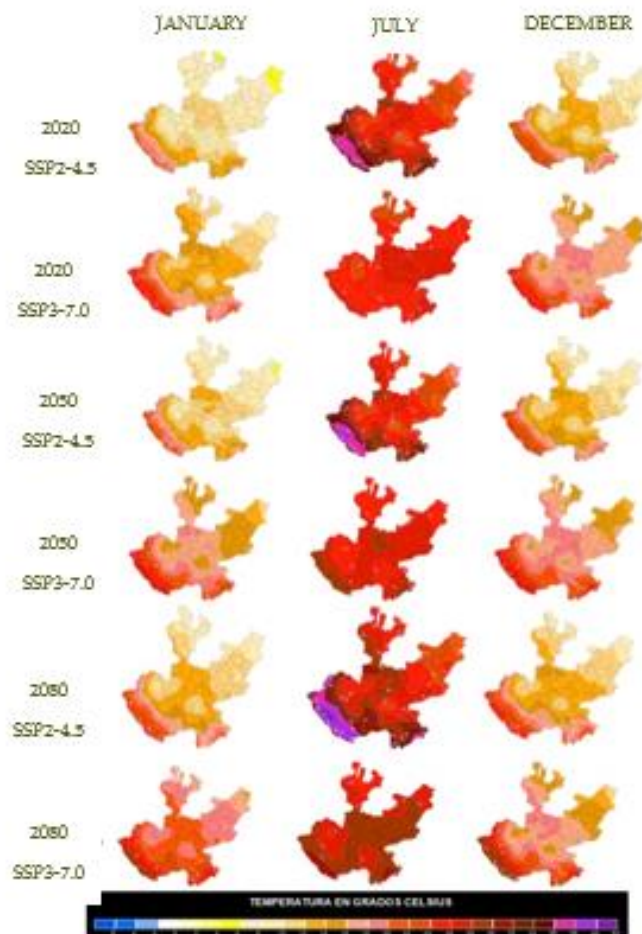 JANUARY JULY DECEMBER
2020
SSP2-4.5
2020
SSP3-7.0
2050
SSP2-4.5
2050
SSP3-7.0
2080
SSP2-4.5
2080
SSP3-7.0
TEMPERATURA EN GRADOS CELSIUS